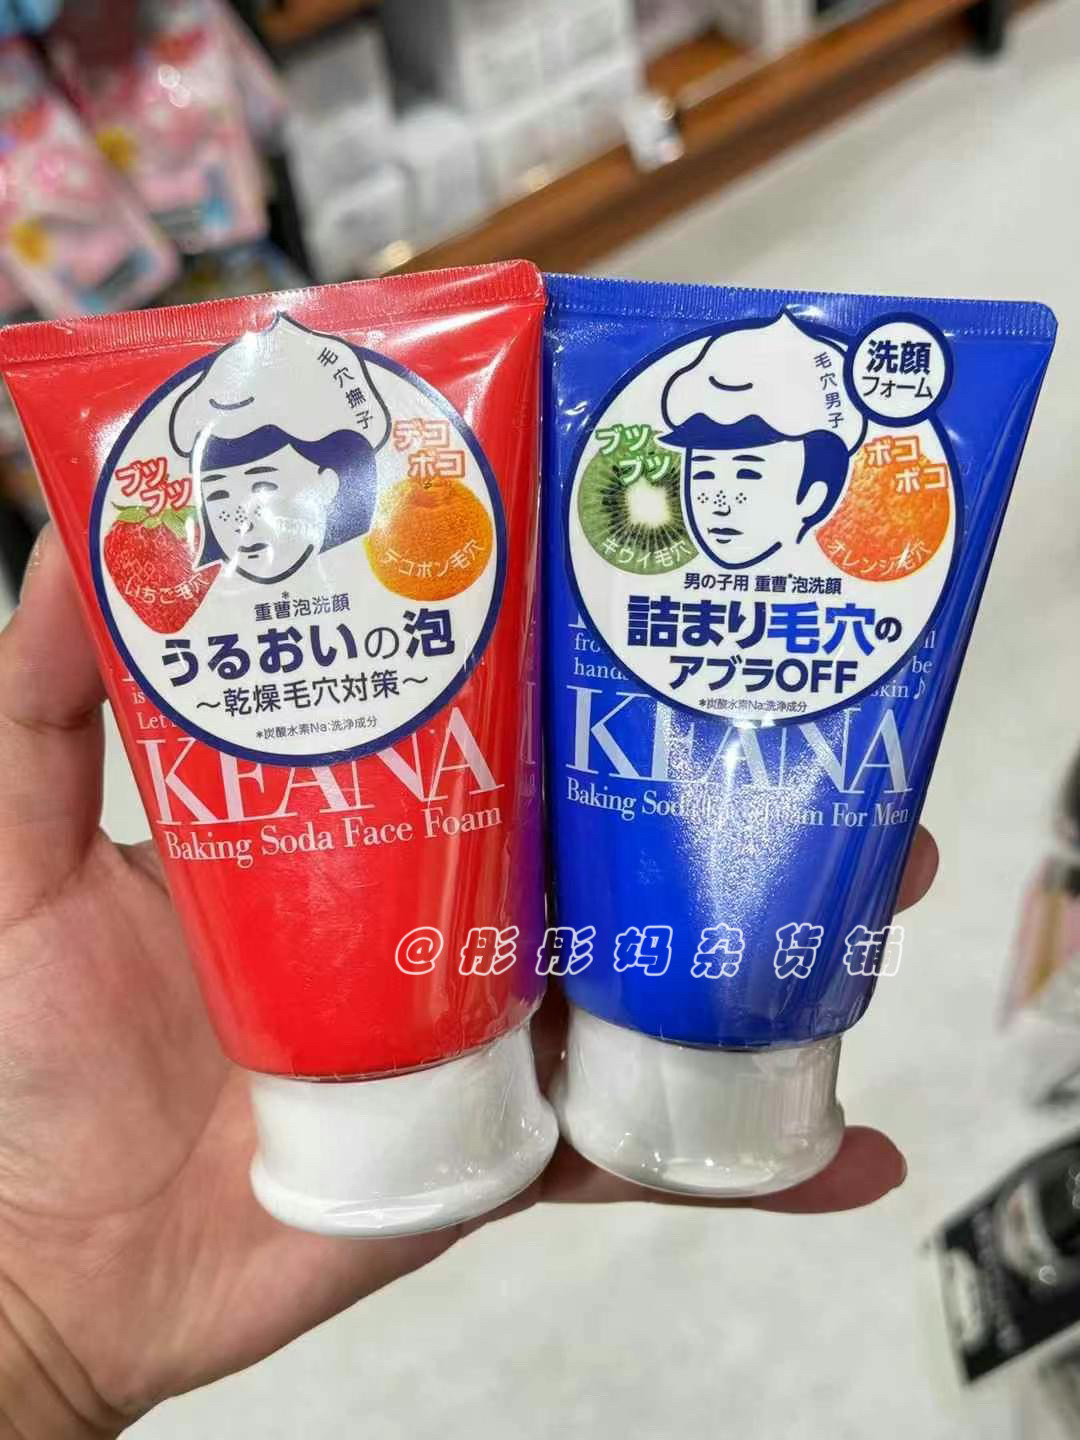 毛穴撫子
ブツ
ブツ
デコ
ボコ
いちご毛穴
デコポン毛穴
重曹*泡洗顔
うるおいの泡
～乾燥毛穴対策～
*炭酸水素Na:洗浄成分
is
Let
KEANA
Baking Soda Face Foam
毛穴男子
洗顔
フォーム
ブツ
ブツ
ボコ
ボコ
キウイ毛穴
オレンジ毛穴
男の子用 重曹*泡洗顔
詰まり毛穴の
アブラOFF
*炭酸水素Na:洗浄成分
be
skin♪
KEANA
Baking Soda For Men
@彤彤妈杂货铺